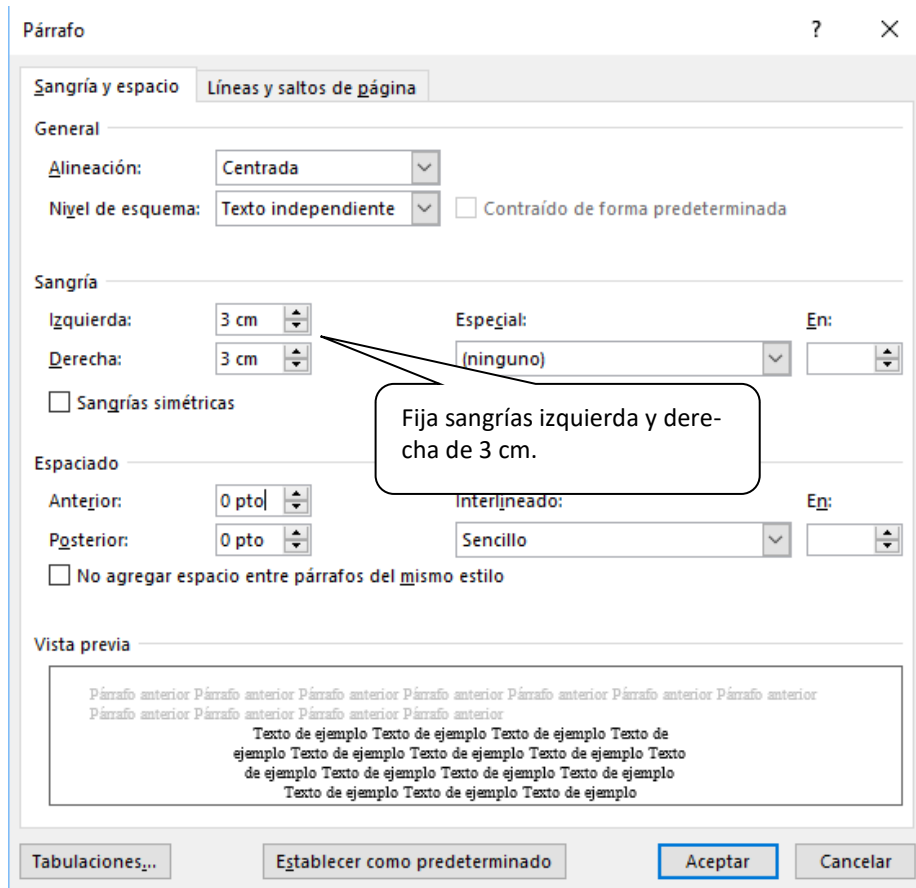 Párrafo ?
Sangría y espacio Líneas y saltos de página
General
Alineación: Centrada
Nivel de esquema: Texto independiente Contraído de forma predeterminada
Sangría
Izquierda: 3 cm Especial: En:
Derecha: 3 cm (ninguno)
Sangrías simétricas
Fija sangrías izquierda y dere-
cha de 3 cm.
Espaciado
Anterior: 0 pto Interlineado: En:
Posterior: 0 pto Sencillo
No agregar espacio entre párrafos del mismo estilo
Vista previa
Párrafo anterior Párrafo anterior Párrafo anterior Párrafo anterior Párrafo anterior Párrafo anterior Párrafo anterior
Párrafo anterior Párrafo anterior Párrafo anterior Párrafo anterior
Texto de ejemplo Texto de ejemplo Texto de ejemplo Texto de
ejemplo Texto de ejemplo Texto de ejemplo Texto de ejemplo Texto
de ejemplo Texto de ejemplo Texto de ejemplo Texto de ejemplo
Texto de ejemplo Texto de ejemplo Texto de ejemplo
Tabulaciones... Establecer como predeterminado Aceptar Cancelar